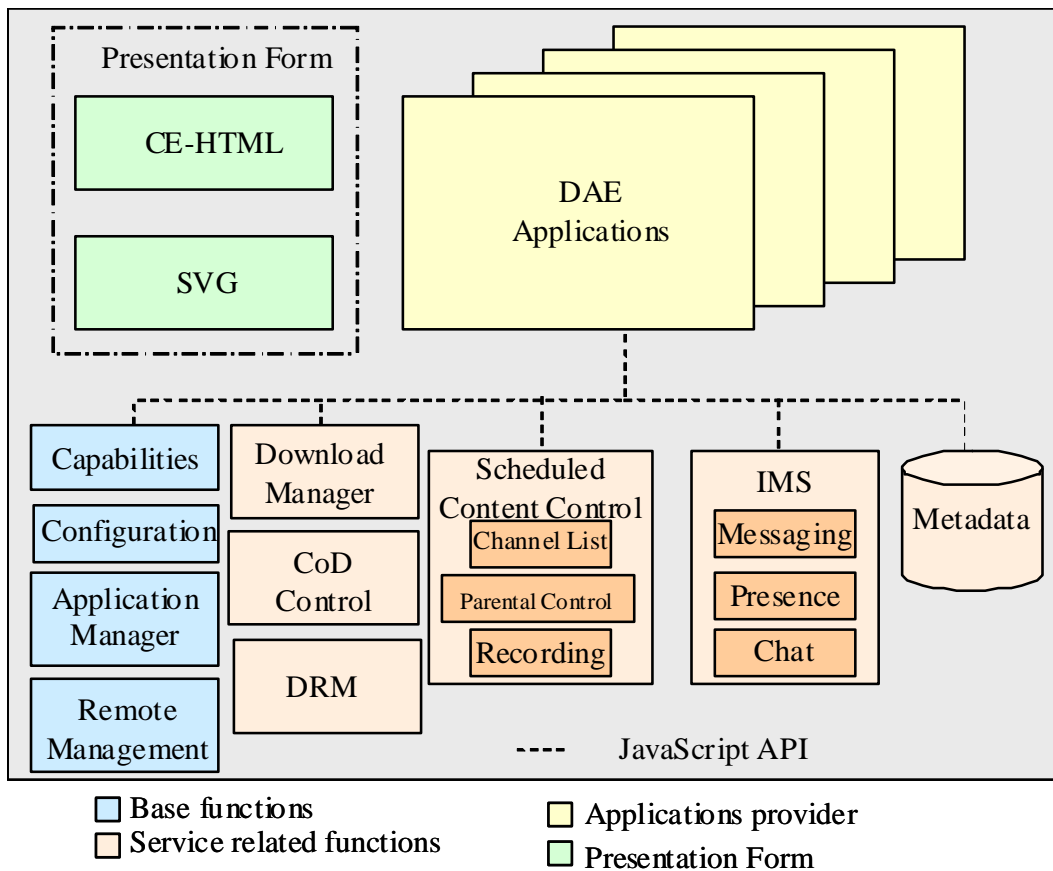 Presentation Form
CE-HTML
SVG
DAE
Applications
Capabilities
Configuration
Application
Manager
Remote
Management
Download
Manager
CoD
Control
DRM
Scheduled
Content Control
Channel List
Parental Control
Recording
IMS
Messaging
Presence
Chat
Metadata
JavaScript API
Base functions
Service related functions
Applications provider
Presentation Form